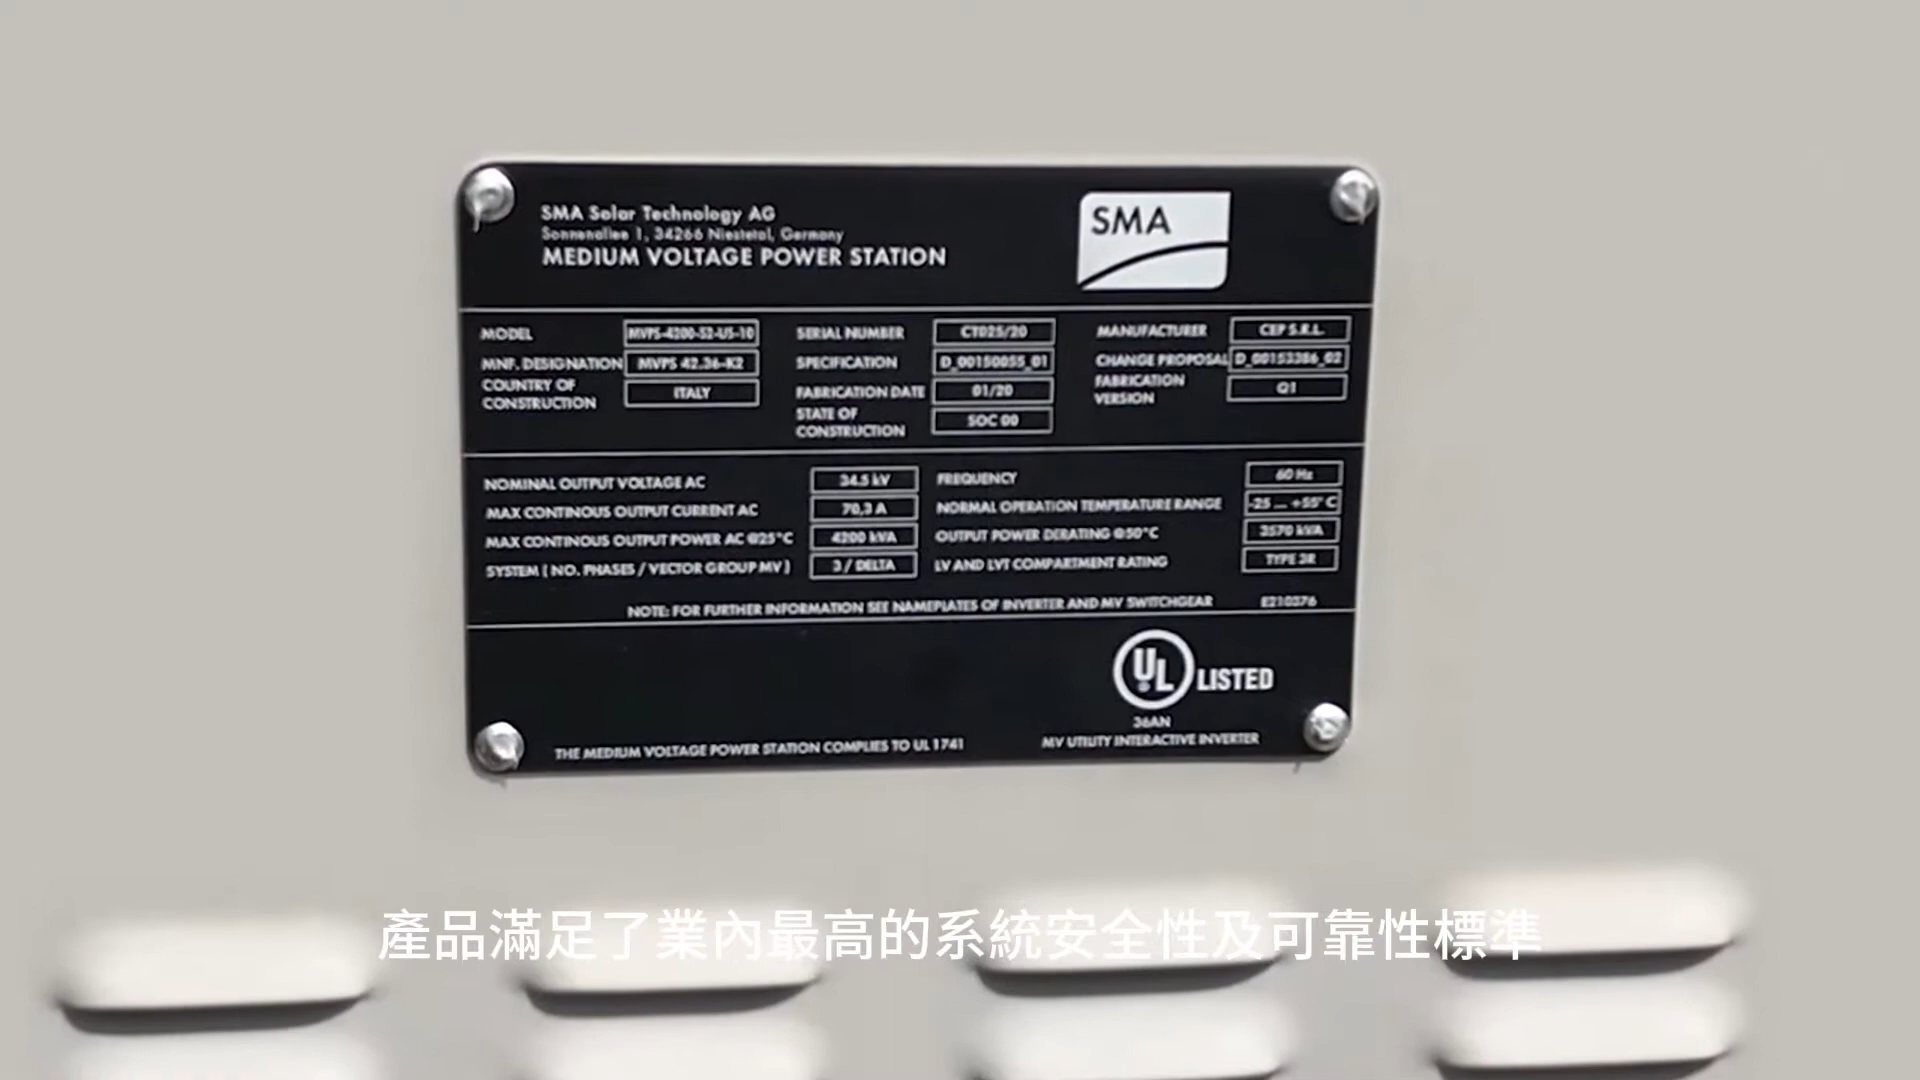 SMA Solar Technology AG
Sonnenallee 1, 34266 Niestetal, Germany
MEDIUM VOLTAGE POWER STATION
SMA
MODEL MVPS-4200-S2-US-10 SERIAL NUMBER CT025/20 MANUFACTURER CEP S.R.L.
MNF. DESIGNATION MVPS 42.36-K2 SPECIFICATION D_00150055_01 CHANGE PROPOSAL D_00153386_02
COUNTRY OF CONSTRUCTION ITALY FABRICATION DATE 01/20 FABRICATION VERSION Q1
STATE OF CONSTRUCTION SOC 00
NOMINAL OUTPUT VOLTAGE AC 34.5 kV FREQUENCY 60 Hz
MAX CONTINOUS OUTPUT CURRENT AC 70,3 A NORMAL OPERATION TEMPERATURE RANGE -25 ... +55° C
MAX CONTINOUS OUTPUT POWER AC @25°C 4200 kVA OUTPUT POWER DERATING @50°C 3570 kVA
SYSTEM ( NO. PHASES / VECTOR GROUP MV ) 3 / DELTA LV AND LVT COMPARTMENT RATING TYPE 3R
NOTE: FOR FURTHER INFORMATION SEE NAMEPLATES OF INVERTER AND MV SWITCHGEAR E210376
UL LISTED
36AN
THE MEDIUM VOLTAGE POWER STATION COMPLIES TO UL 1741 MV UTILITY INTERACTIVE INVERTER
產品滿足了業內最高的系統安全性及可靠性標準